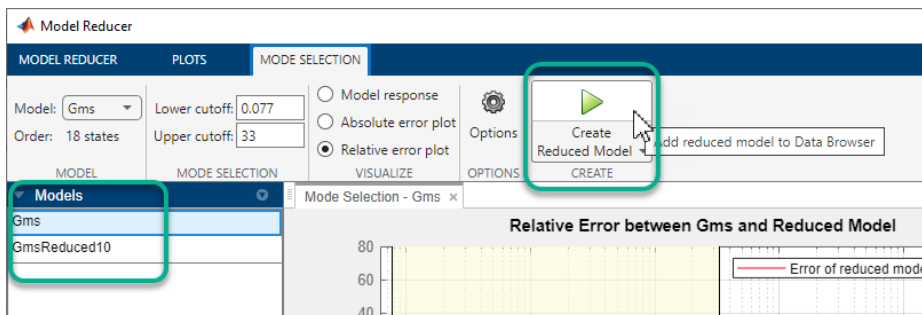 Model Reducer
MODEL REDUCER PLOTS MODE SELECTION
Model: Gms
Order: 18 states
MODEL
Lower cutoff: 0.077
Upper cutoff: 33
MODE SELECTION
Model response
Absolute error plot
Relative error plot
VISUALIZE
Options
OPTIONS
Create
Reduced Model
CREATE
Add reduced model to Data Browser
Models
Gms
GmsReduced10
Mode Selection - Gms ×
Relative Error between Gms and Reduced Model
80
60
40
Error of reduced